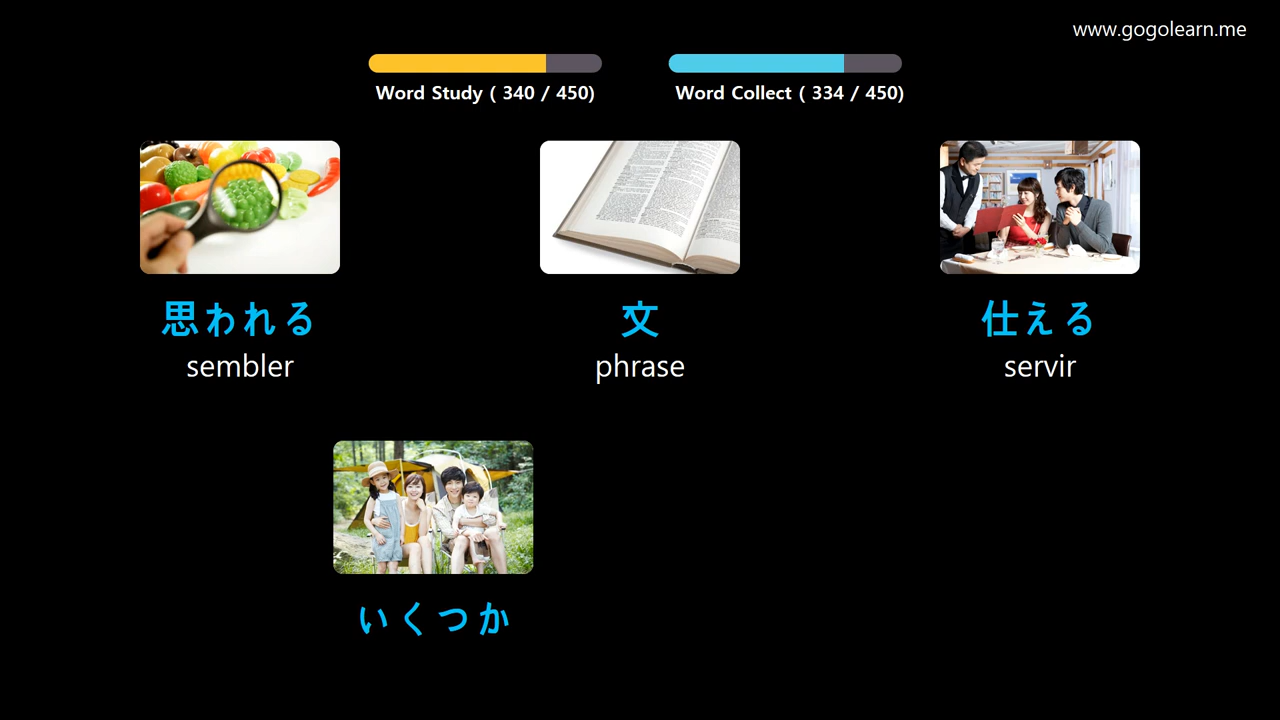 www.gogolearn.me
Word Study ( 340 / 450)
Word Collect ( 334 / 450)
思われる
sembler
文
phrase
仕える
servir
いくつか